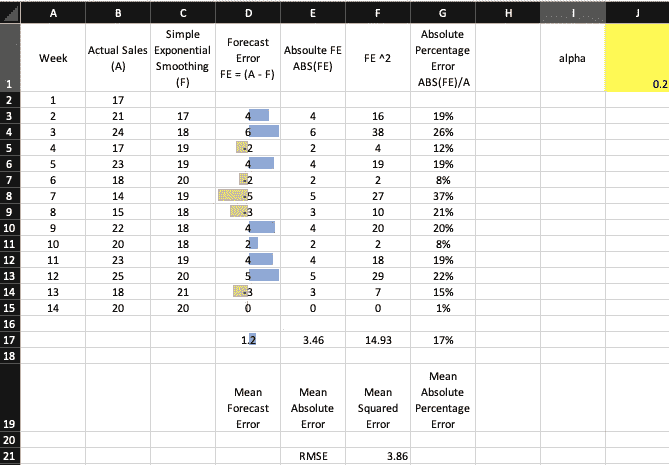 A B C D E F G H I J
1 Week Actual Sales (A) Simple Exponential Smoothing (F) Forecast Error FE = (A - F) Absoulte FE ABS(FE) FE ^2 Absolute Percentage Error ABS(FE)/A alpha 0.2
2 1 17
3 2 21 17 4 4 16 19%
4 3 24 18 6 6 38 26%
5 4 17 19 -2 2 4 12%
6 5 23 19 4 4 19 19%
7 6 18 20 -2 2 2 8%
8 7 14 19 -5 5 27 37%
9 8 15 18 -3 3 10 21%
10 9 22 18 4 4 20 20%
11 10 20 18 2 2 2 8%
12 11 23 19 4 4 18 19%
13 12 25 20 5 5 29 22%
14 13 18 21 -3 3 7 15%
15 14 20 20 0 0 0 1%
16
17 1.2 3.46 14.93 17%
18
19 Mean Forecast Error Mean Absolute Error Mean Squared Error Mean Absolute Percentage Error
20
21 RMSE 3.86